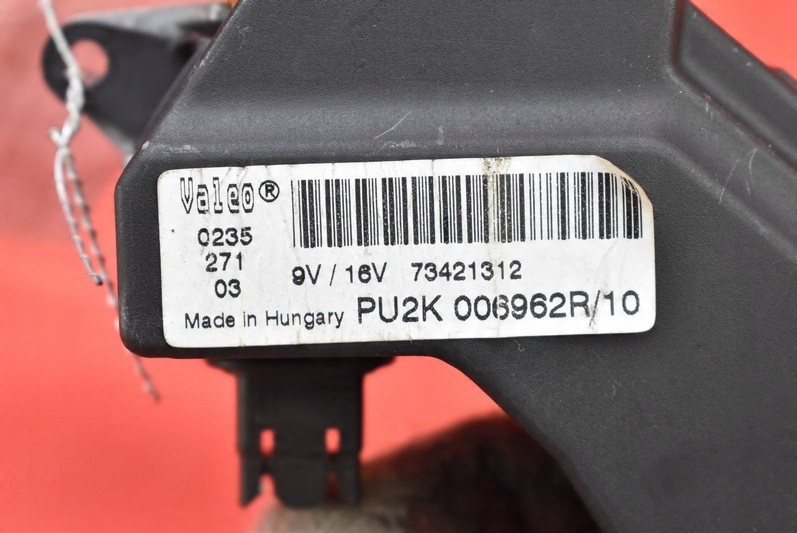 Valeo®
0235
271
03
9V / 16V 73421312
Made in Hungary PU2K 006962R/10